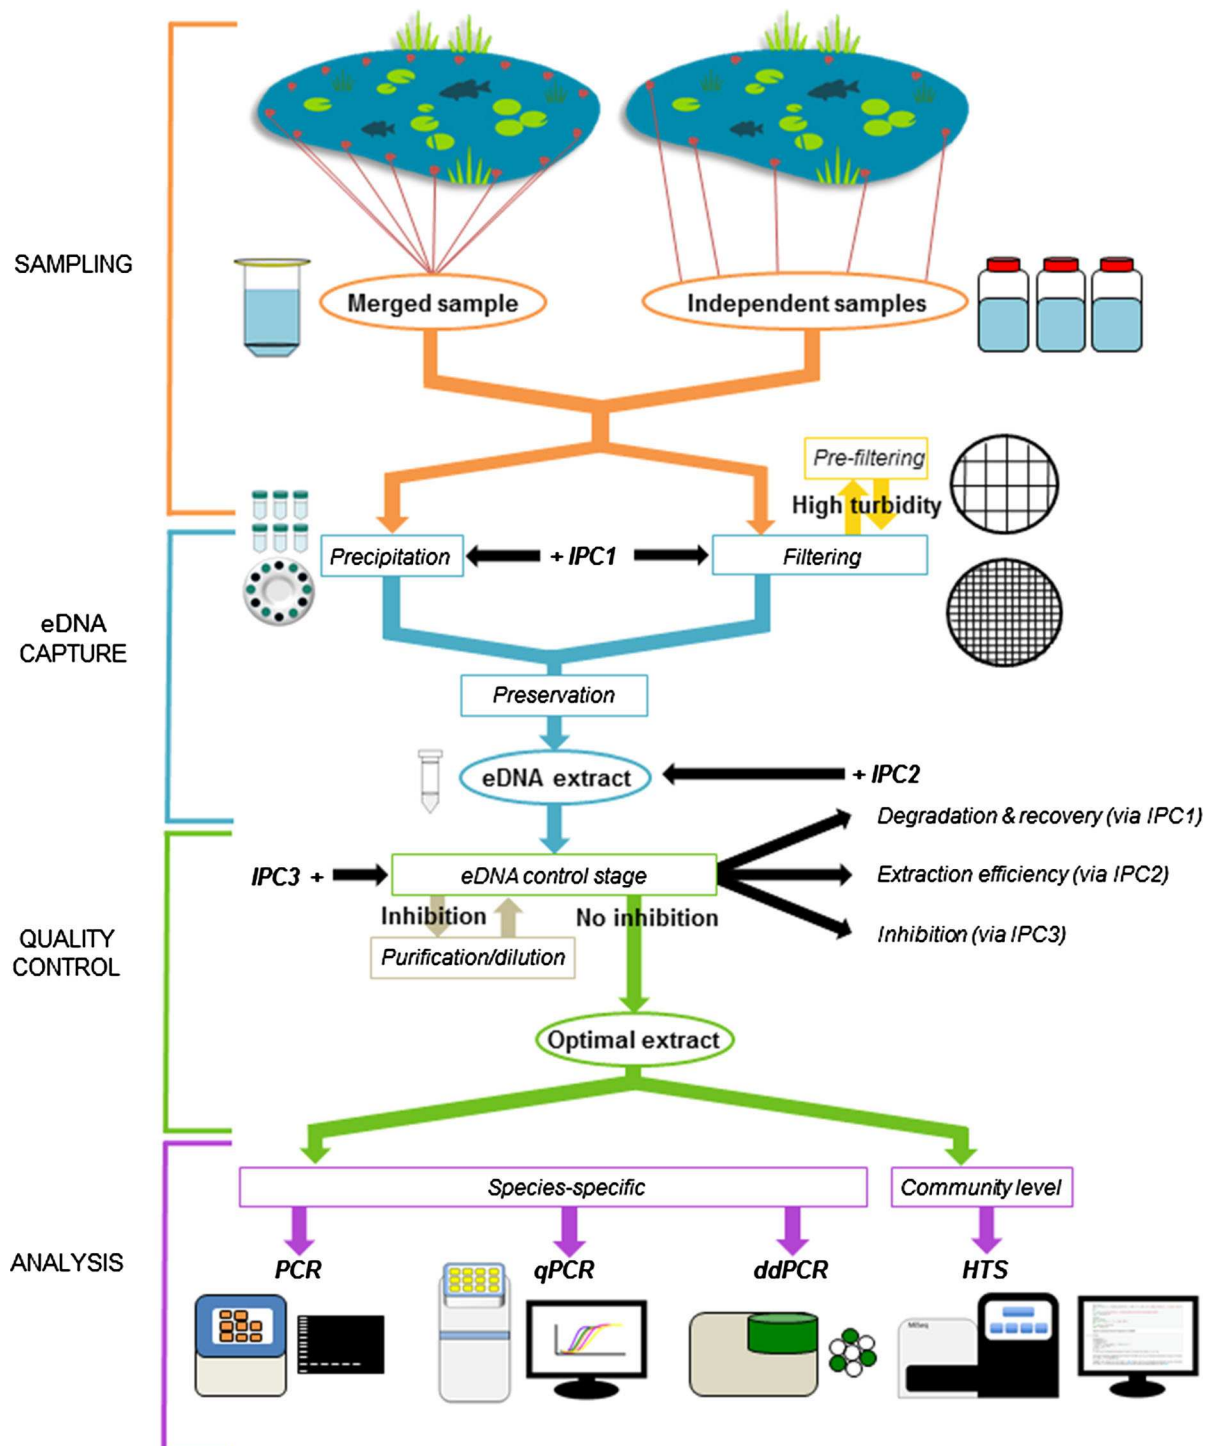 SAMPLING
Merged sample
Independent samples
Pre-filtering
High turbidity
Precipitation
+ IPC1
Filtering
eDNA
CAPTURE
Preservation
eDNA extract
+ IPC2
Degradation & recovery (via IPC1)
IPC3 +
eDNA control stage
Extraction efficiency (via IPC2)
Inhibition
No inhibition
Inhibition (via IPC3)
QUALITY
CONTROL
Purification/dilution
Optimal extract
Species-specific
Community level
ANALYSIS
PCR
qPCR
ddPCR
HTS
MiSeq